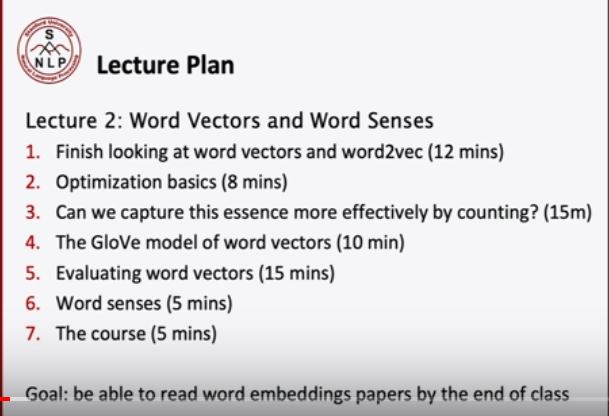 Stanford University
S
NLP
Natural Language Processing
Lecture Plan
Lecture 2: Word Vectors and Word Senses
1. Finish looking at word vectors and word2vec (12 mins)
2. Optimization basics (8 mins)
3. Can we capture this essence more effectively by counting? (15m)
4. The GloVe model of word vectors (10 min)
5. Evaluating word vectors (15 mins)
6. Word senses (5 mins)
7. The course (5 mins)
Goal: be able to read word embeddings papers by the end of class